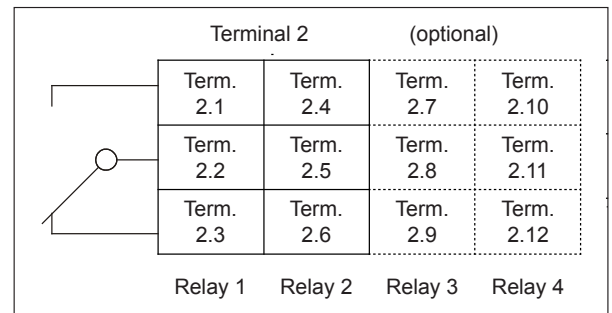 Terminal 2 (optional)
Term. Term. Term. Term.
2.1 2.4 2.7 2.10
Term. Term. Term. Term.
2.2 2.5 2.8 2.11
Term. Term. Term. Term.
2.3 2.6 2.9 2.12
Relay 1 Relay 2 Relay 3 Relay 4